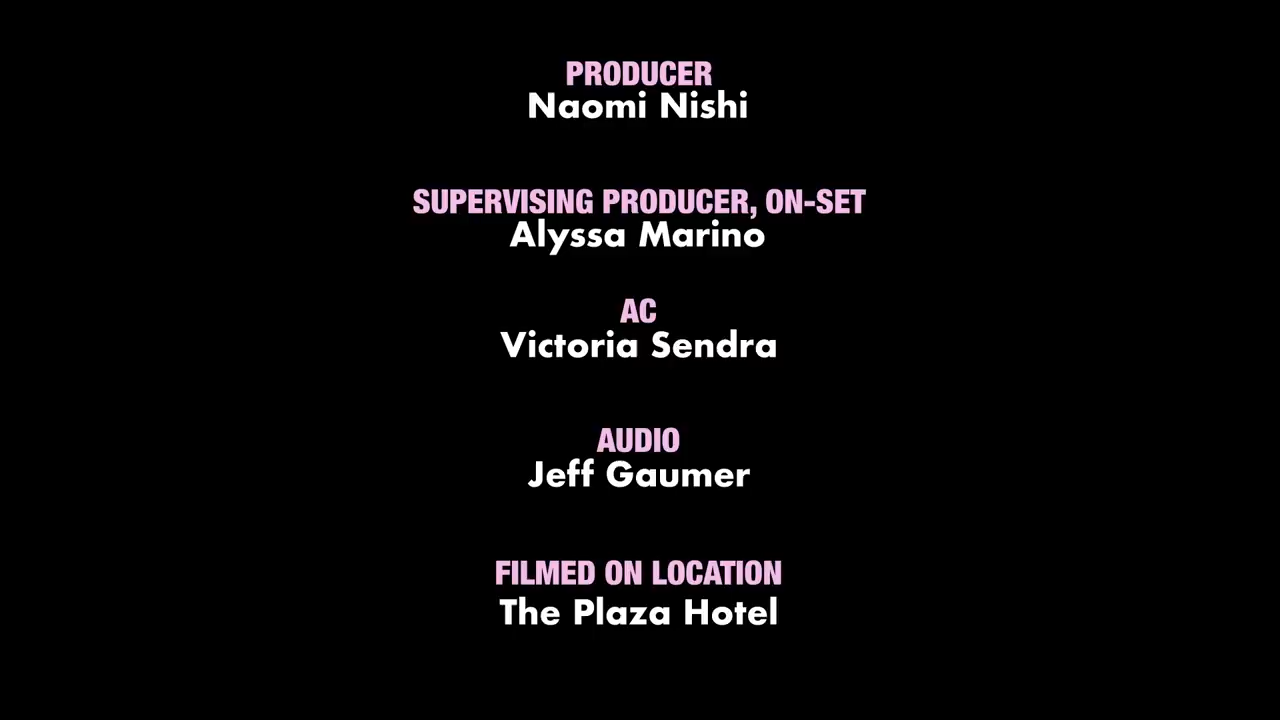 PRODUCER
Naomi Nishi
SUPERVISING PRODUCER, ON-SET
Alyssa Marino
AC
Victoria Sendra
AUDIO
Jeff Gaumer
FILMED ON LOCATION
The Plaza Hotel